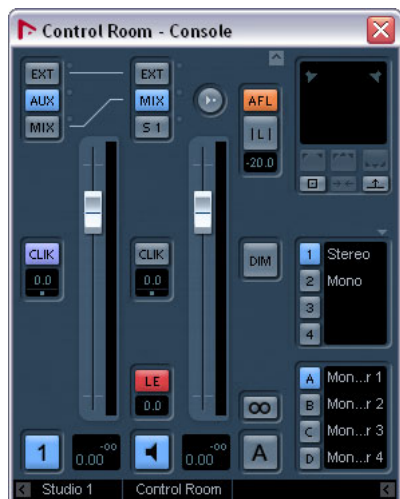 Control Room - Console
EXT EXT
AUX MIX AFL
MIX S 1 |L|
-20.0
CLIK CLIK DIM 1 Stereo
0.0 0.0 2 Mono
3
4
LE A Mon...r 1
0.0 B Mon...r 2
C Mon...r 3
1 -oo 0.00 -oo 0.00 A D Mon...r 4
Studio 1 Control Room